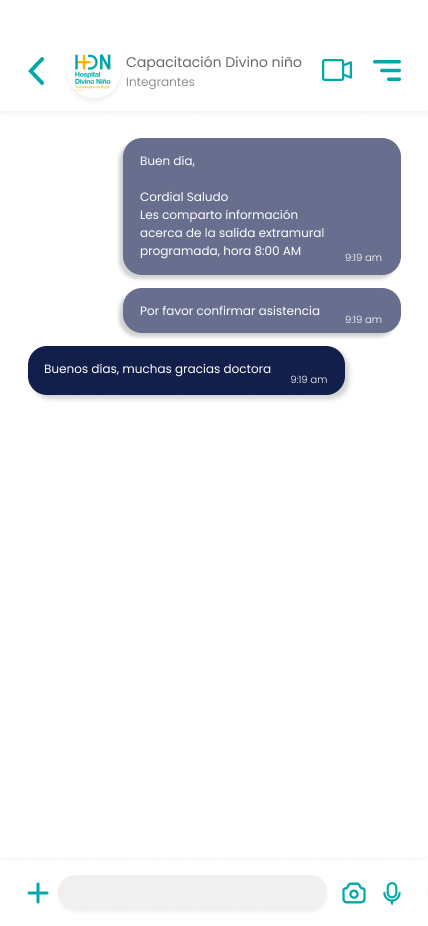 HDN
Hospital
Divino Niño
Capacitación Divino niño
Integrantes
Buen día,
Cordial Saludo
Les comparto información
acerca de la salida extramural
programada, hora 8:00 AM
9:19 am
Por favor confirmar asistencia
9:19 am
Buenos días, muchas gracias doctora
9:19 am